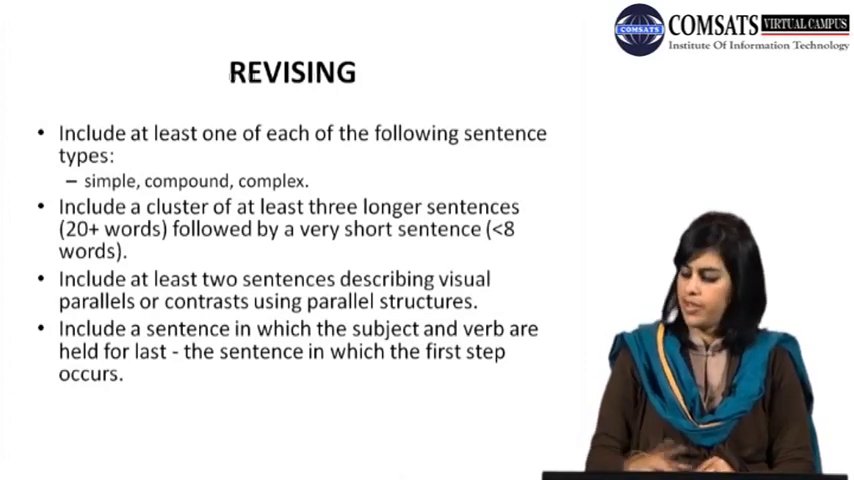 COMSATS VIRTUAL CAMPUS
COMSATS
Institute Of Information Technology
REVISING
• Include at least one of each of the following sentence
types:
– simple, compound, complex.
• Include a cluster of at least three longer sentences
(20+ words) followed by a very short sentence (<8
words).
• Include at least two sentences describing visual
parallels or contrasts using parallel structures.
• Include a sentence in which the subject and verb are
held for last - the sentence in which the first step
occurs.